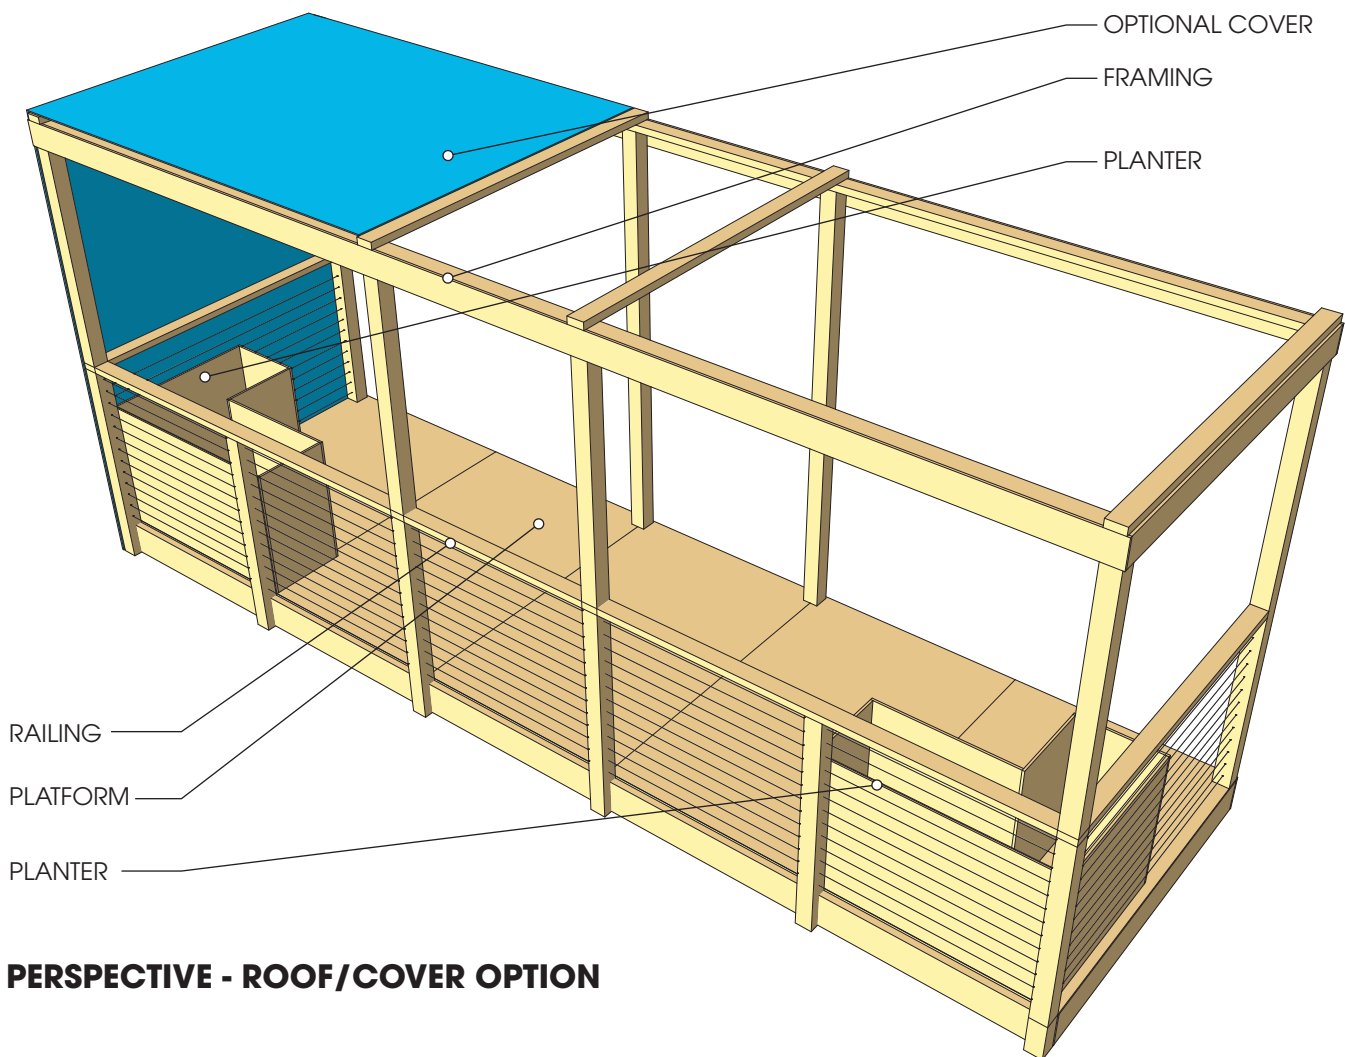 OPTIONAL COVER
FRAMING
PLANTER
RAILING
PLATFORM
PLANTER
PERSPECTIVE - ROOF/COVER OPTION